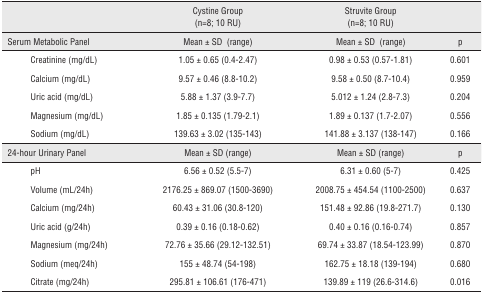 Cystine Group Struvite Group
(n=8; 10 RU) (n=8; 10 RU)
Serum Metabolic Panel Mean ± SD (range) Mean ± SD (range) p
Creatinine (mg/dL) 1.05 ± 0.65 (0.4-2.47) 0.98 ± 0.53 (0.57-1.81) 0.601
Calcium (mg/dL) 9.57 ± 0.46 (8.8-10.2) 9.58 ± 0.50 (8.7-10.4) 0.959
Uric acid (mg/dL) 5.88 ± 1.37 (3.9-7.7) 5.012 ± 1.24 (2.8-7.3) 0.204
Magnesium (mg/dL) 1.85 ± 0.135 (1.79-2.1) 1.89 ± 0.137 (1.7-2.07) 0.556
Sodium (mg/dL) 139.63 ± 3.02 (135-143) 141.88 ± 3.137 (138-147) 0.166
24-hour Urinary Panel Mean ± SD (range) Mean ± SD (range) p
pH 6.56 ± 0.52 (5.5-7) 6.31 ± 0.60 (5-7) 0.425
Volume (mL/24h) 2176.25 ± 869.07 (1500-3690) 2008.75 ± 454.54 (1100-2500) 0.637
Calcium (mg/24h) 60.43 ± 31.06 (30.8-120) 151.48 ± 92.86 (19.8-271.7) 0.130
Uric acid (g/24h) 0.39 ± 0.16 (0.18-0.62) 0.40 ± 0.16 (0.16-0.74) 0.857
Magnesium (mg/24h) 72.76 ± 35.66 (29.12-132.51) 69.74 ± 33.87 (18.54-123.99) 0.870
Sodium (meq/24h) 155 ± 48.74 (54-198) 162.75 ± 18.18 (139-194) 0.680
Citrate (mg/24h) 295.81 ± 106.61 (176-471) 139.89 ± 119 (26.6-314.6) 0.016